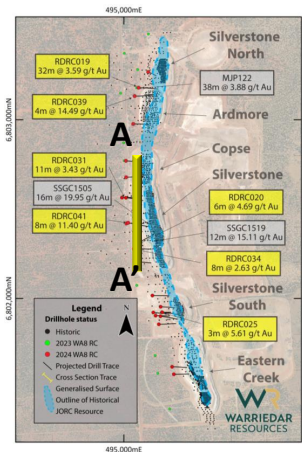 495,000mE
Silverstone
North
RDRC019
32m @ 3.59 g/t Au
MJP122
38m @ 3.88 g/t Au
RDRC039
4m @ 14.49 g/t Au
Ardmore
6,803,000mN
A
Copse
RDRC031
11m @ 3.43 g/t Au
Silverstone
SSGC1505
16m @ 19.95 g/t Au
RDRC020
6m @ 4.69 g/t Au
RDRC041
8m @ 11.40 g/t Au
SSGC1519
12m @ 15.11 g/t Au
RDRC034
8m @ 2.63 g/t Au
A'
Silverstone
South
6,802,000mN
Legend
Drillhole status
Historic
2023 WA8 RC
2024 WA8 RC
Projected Drill Trace
Cross Section Trace
Generalised Surface
Outline of Historical
JORC Resource
RDRC025
3m @ 5.61 g/t Au
Eastern
Creek
WARRIEDAR
RESOURCES
495,000mE